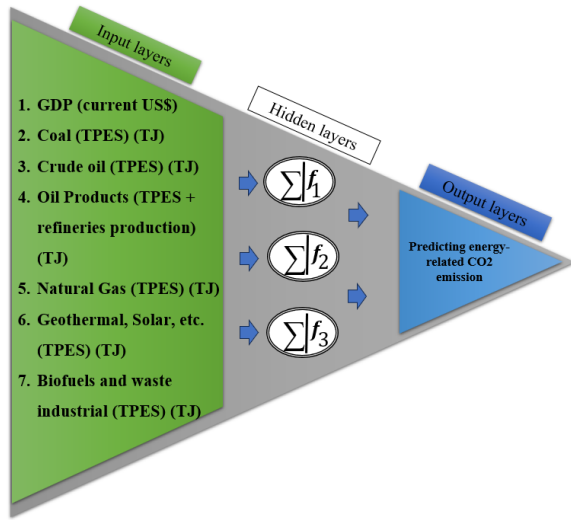 Input layers
Hidden layers
Output layers
1. GDP (current US$)
2. Coal (TPES) (TJ)
3. Crude oil (TPES) (TJ)
4. Oil Products (TPES +
refineries production)
(TJ)
5. Natural Gas (TPES) (TJ)
6. Geothermal, Solar, etc.
(TPES) (TJ)
7. Biofuels and waste
industrial (TPES) (TJ)
∑|f1
∑|f2
∑|f3
Predicting energy-
related CO2
emission